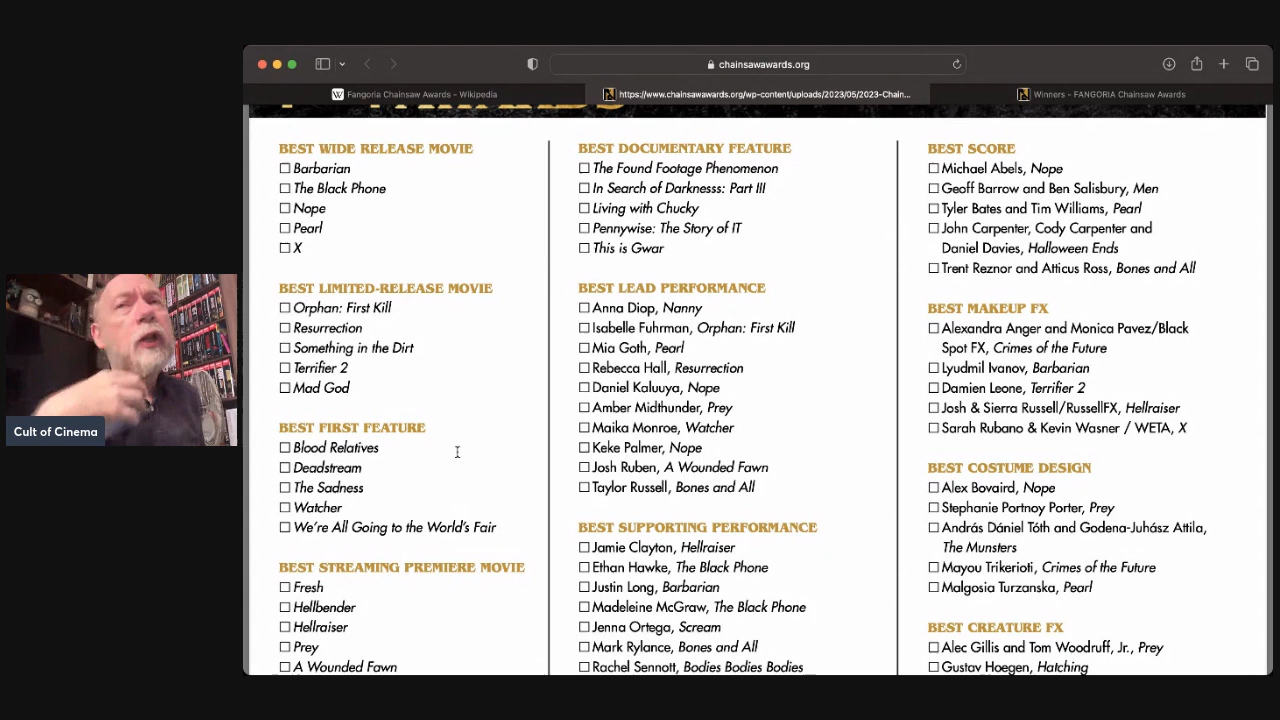 chainsawawards.org
Fangoria Chainsaw Awards – Wikipedia
https://www.chainsawawards.org/wp-content/uploads/2023/05/2023-Chain...
Winners – FANGORIA Chainsaw Awards
BEST WIDE RELEASE MOVIE
Barbarian
The Black Phone
Nope
Pearl
X
BEST LIMITED-RELEASE MOVIE
Orphan: First Kill
Resurrection
Something in the Dirt
Terrifier 2
Mad God
BEST FIRST FEATURE
Blood Relatives
Deadstream
The Sadness
Watcher
We're All Going to the World's Fair
BEST STREAMING PREMIERE MOVIE
Fresh
Hellbender
Hellraiser
Prey
A Wounded Fawn
BEST DOCUMENTARY FEATURE
The Found Footage Phenomenon
In Search of Darknesss: Part III
Living with Chucky
Pennywise: The Story of IT
This is Gwar
BEST LEAD PERFORMANCE
Anna Diop, Nanny
Isabelle Fuhrman, Orphan: First Kill
Mia Goth, Pearl
Rebecca Hall, Resurrection
Daniel Kaluuya, Nope
Amber Midthunder, Prey
Maika Monroe, Watcher
Keke Palmer, Nope
Josh Ruben, A Wounded Fawn
Taylor Russell, Bones and All
BEST SUPPORTING PERFORMANCE
Jamie Clayton, Hellraiser
Ethan Hawke, The Black Phone
Justin Long, Barbarian
Madeleine McGraw, The Black Phone
Jenna Ortega, Scream
Mark Rylance, Bones and All
Rachel Sennott, Bodies Bodies Bodies
BEST SCORE
Michael Abels, Nope
Geoff Barrow and Ben Salisbury, Men
Tyler Bates and Tim Williams, Pearl
John Carpenter, Cody Carpenter and
Daniel Davies, Halloween Ends
Trent Reznor and Atticus Ross, Bones and All
BEST MAKEUP FX
Alexandra Anger and Monica Pavez/Black
Spot FX, Crimes of the Future
Lyudmil Ivanov, Barbarian
Damien Leone, Terrifier 2
Josh & Sierra Russell/RussellFX, Hellraiser
Sarah Rubano & Kevin Wasner / WETA, X
BEST COSTUME DESIGN
Alex Bovaird, Nope
Stephanie Portnoy Porter, Prey
András Dániel Tóth and Godena-Juhász Attila,
The Munsters
Mayou Trikerioti, Crimes of the Future
Malgosia Turzanska, Pearl
BEST CREATURE FX
Alec Gillis and Tom Woodruff, Jr., Prey
Gustav Hoegen, Hatching
Cult of Cinema